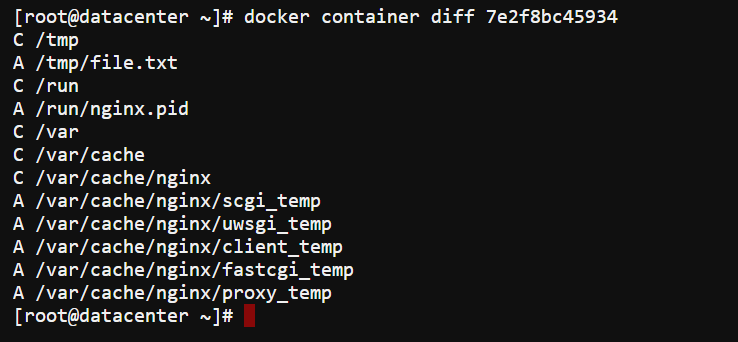 [root@datacenter ~]# docker container diff 7e2f8bc45934
C /tmp
A /tmp/file.txt
C /run
A /run/nginx.pid
C /var
C /var/cache
C /var/cache/nginx
A /var/cache/nginx/scgi_temp
A /var/cache/nginx/uwsgi_temp
A /var/cache/nginx/client_temp
A /var/cache/nginx/fastcgi_temp
A /var/cache/nginx/proxy_temp
[root@datacenter ~]#